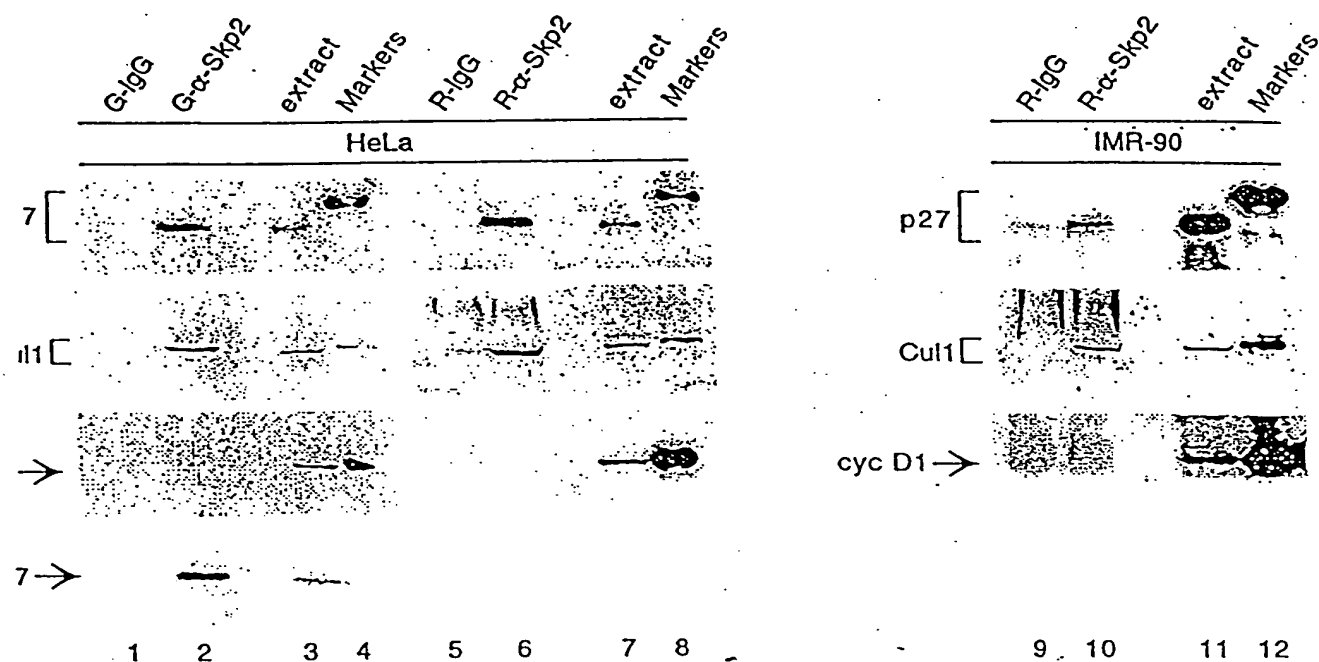 G-IgG G-α-Skp2 extract Markers R-IgG R-α-Skp2 extract Markers R-IgG R-α-Skp2 extract Markers
HeLa IMR-90
7 p27
ıl1 Cul1
cyc D1
7
1 2 3 4 5 6 7 8 9 10 11 12